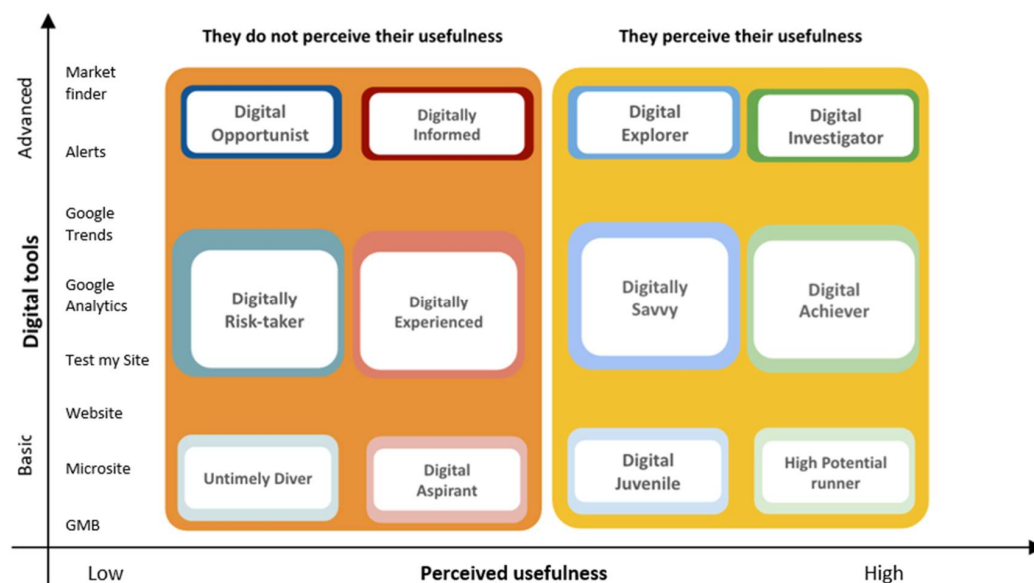 They do not perceive their usefulness
They perceive their usefulness
Advanced
Digital tools
Basic
Market
finder
Alerts
Google
Trends
Google
Analytics
Test my Site
Website
Microsite
GMB
Digital
Opportunist
Digitally
Informed
Digital
Explorer
Digital
Investigator
Digitally
Risk-taker
Digitally
Experienced
Digitally
Savvy
Digital
Achiever
Untimely Diver
Digital
Aspirant
Digital
Juvenile
High Potential
runner
Low
Perceived usefulness
High